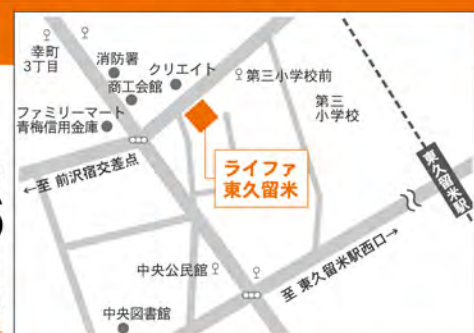 幸町
3丁目
消防署
商工会館
クリエイト
第三小学校前
ファミリーマート
青梅信用金庫
第三
小学校
ライファ
東久留米
東久留米駅
←至 前沢宿交差点
至 東久留米駅西口→
中央公民館
中央図書館